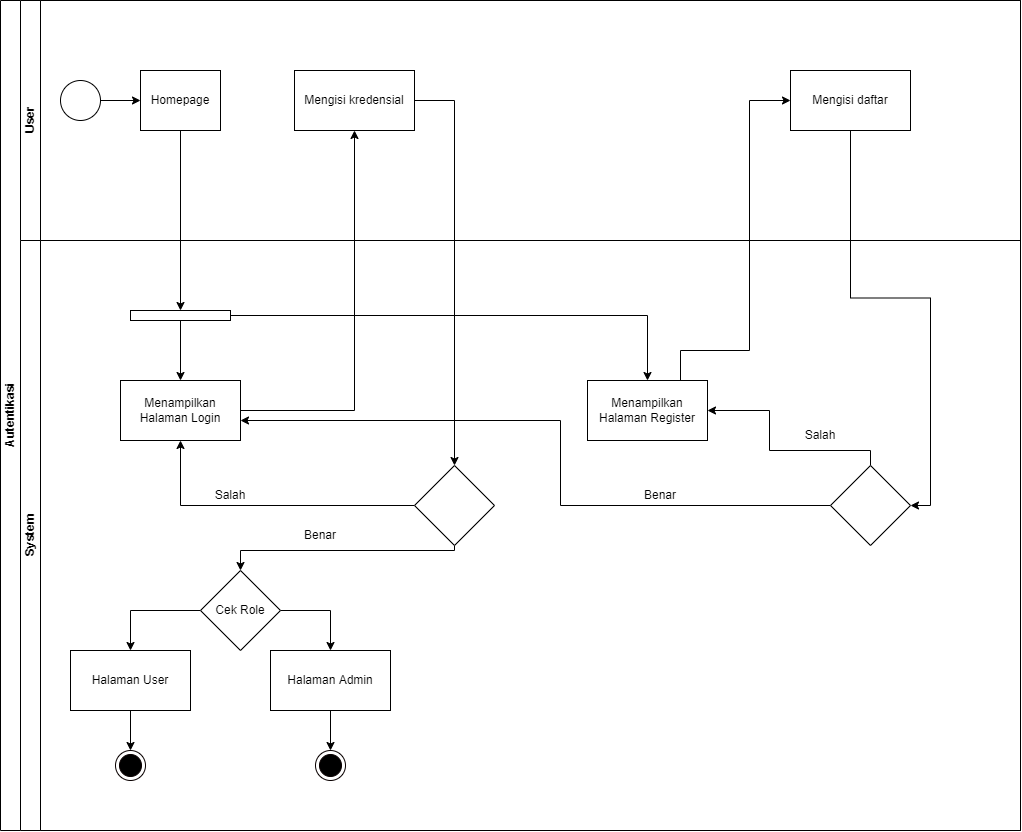 Autentikasi
User
Homepage
Mengisi kredensial
Mengisi daftar
System
Menampilkan
Halaman Login
Menampilkan
Halaman Register
Salah
Salah
Benar
Benar
Cek Role
Halaman User
Halaman Admin